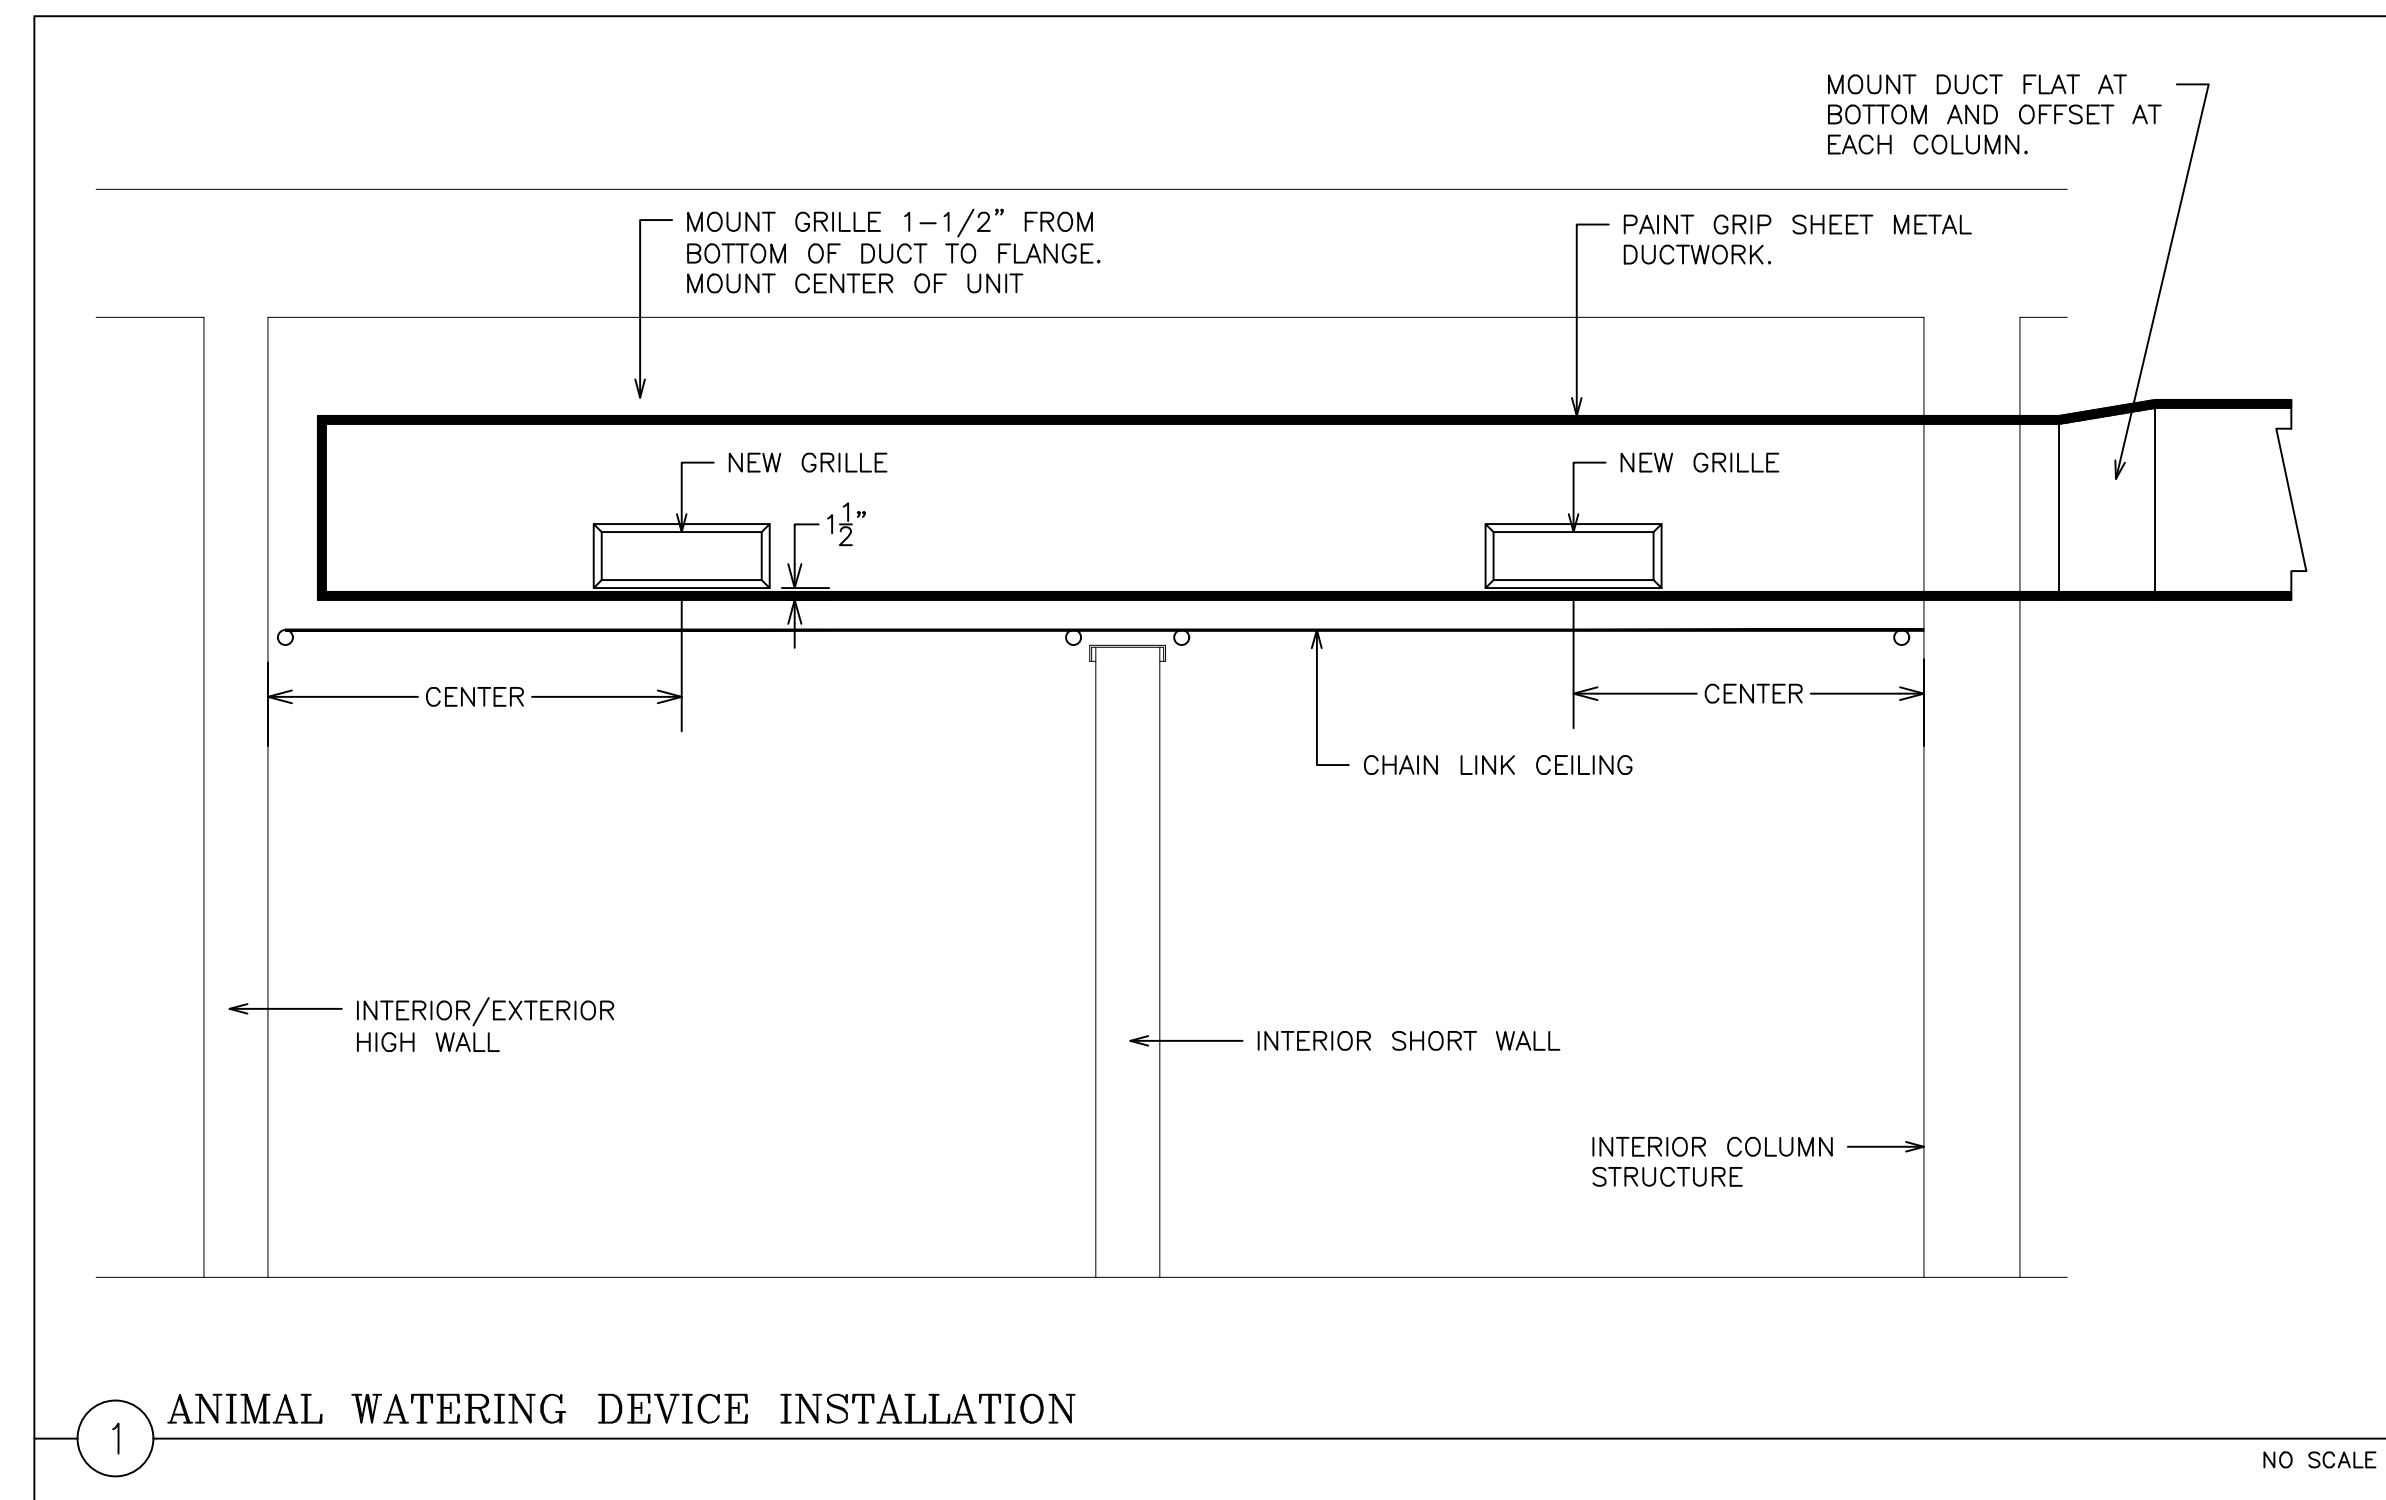 MOUNT DUCT FLAT AT
BOTTOM AND OFFSET AT
EACH COLUMN.
MOUNT GRILLE 1-1/2" FROM
BOTTOM OF DUCT TO FLANGE.
MOUNT CENTER OF UNIT
PAINT GRIP SHEET METAL
DUCTWORK.
NEW GRILLE
NEW GRILLE
1 1/2"
CENTER
CENTER
CHAIN LINK CEILING
INTERIOR/EXTERIOR
HIGH WALL
INTERIOR SHORT WALL
INTERIOR COLUMN
STRUCTURE
1
ANIMAL WATERING DEVICE INSTALLATION
NO SCALE